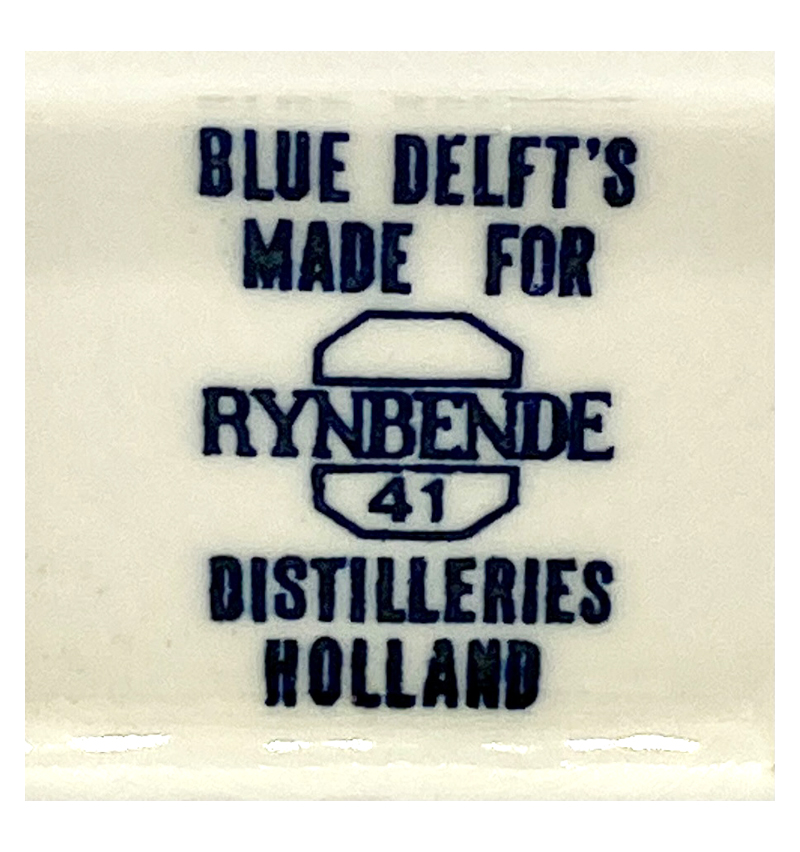 BLUE DELFT'S
MADE FOR
RYNBENDE
41
DISTILLERIES
HOLLAND